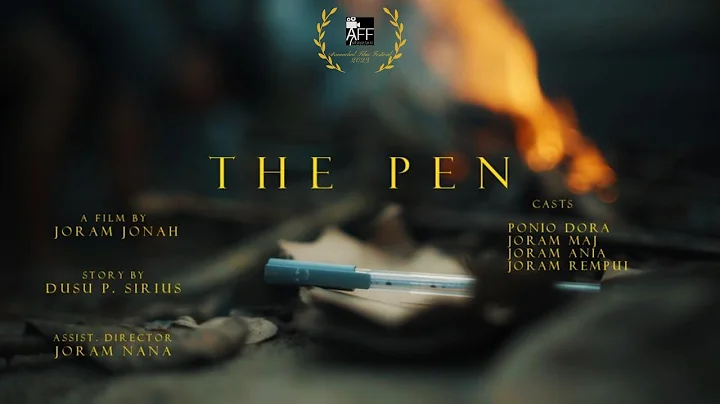 AFF
2023
THE PEN
A FILM BY
JORAM JONAH
STORY BY
DUSU P. SIRIUS
ASSIST. DIRECTOR
JORAM NANA
CASTS
PONIO DORA
JORAM MAJ
JORAM ANIA
JORAM REMPUI